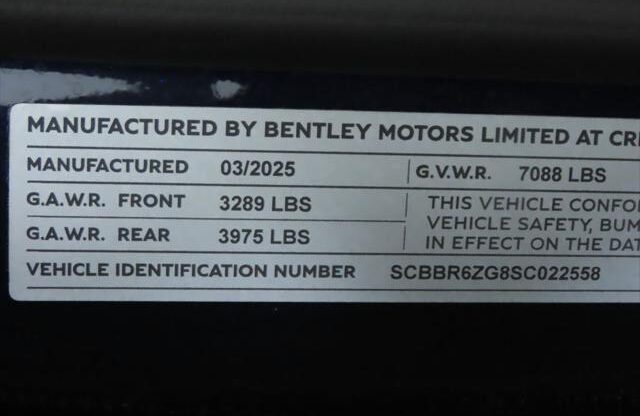 MANUFACTURED BY BENTLEY MOTORS LIMITED AT
MANUFACTURED 03/2025 G.V.W.R. 7088 LBS
G.A.W.R. FRONT 3289 LBS THIS VEHICLE
VEHICLE SAFETY,
G.A.W.R. REAR 3975 LBS
IN EFFECT ON THE
VEHICLE IDENTIFICATION NUMBER SCBBR6ZG8SC022558